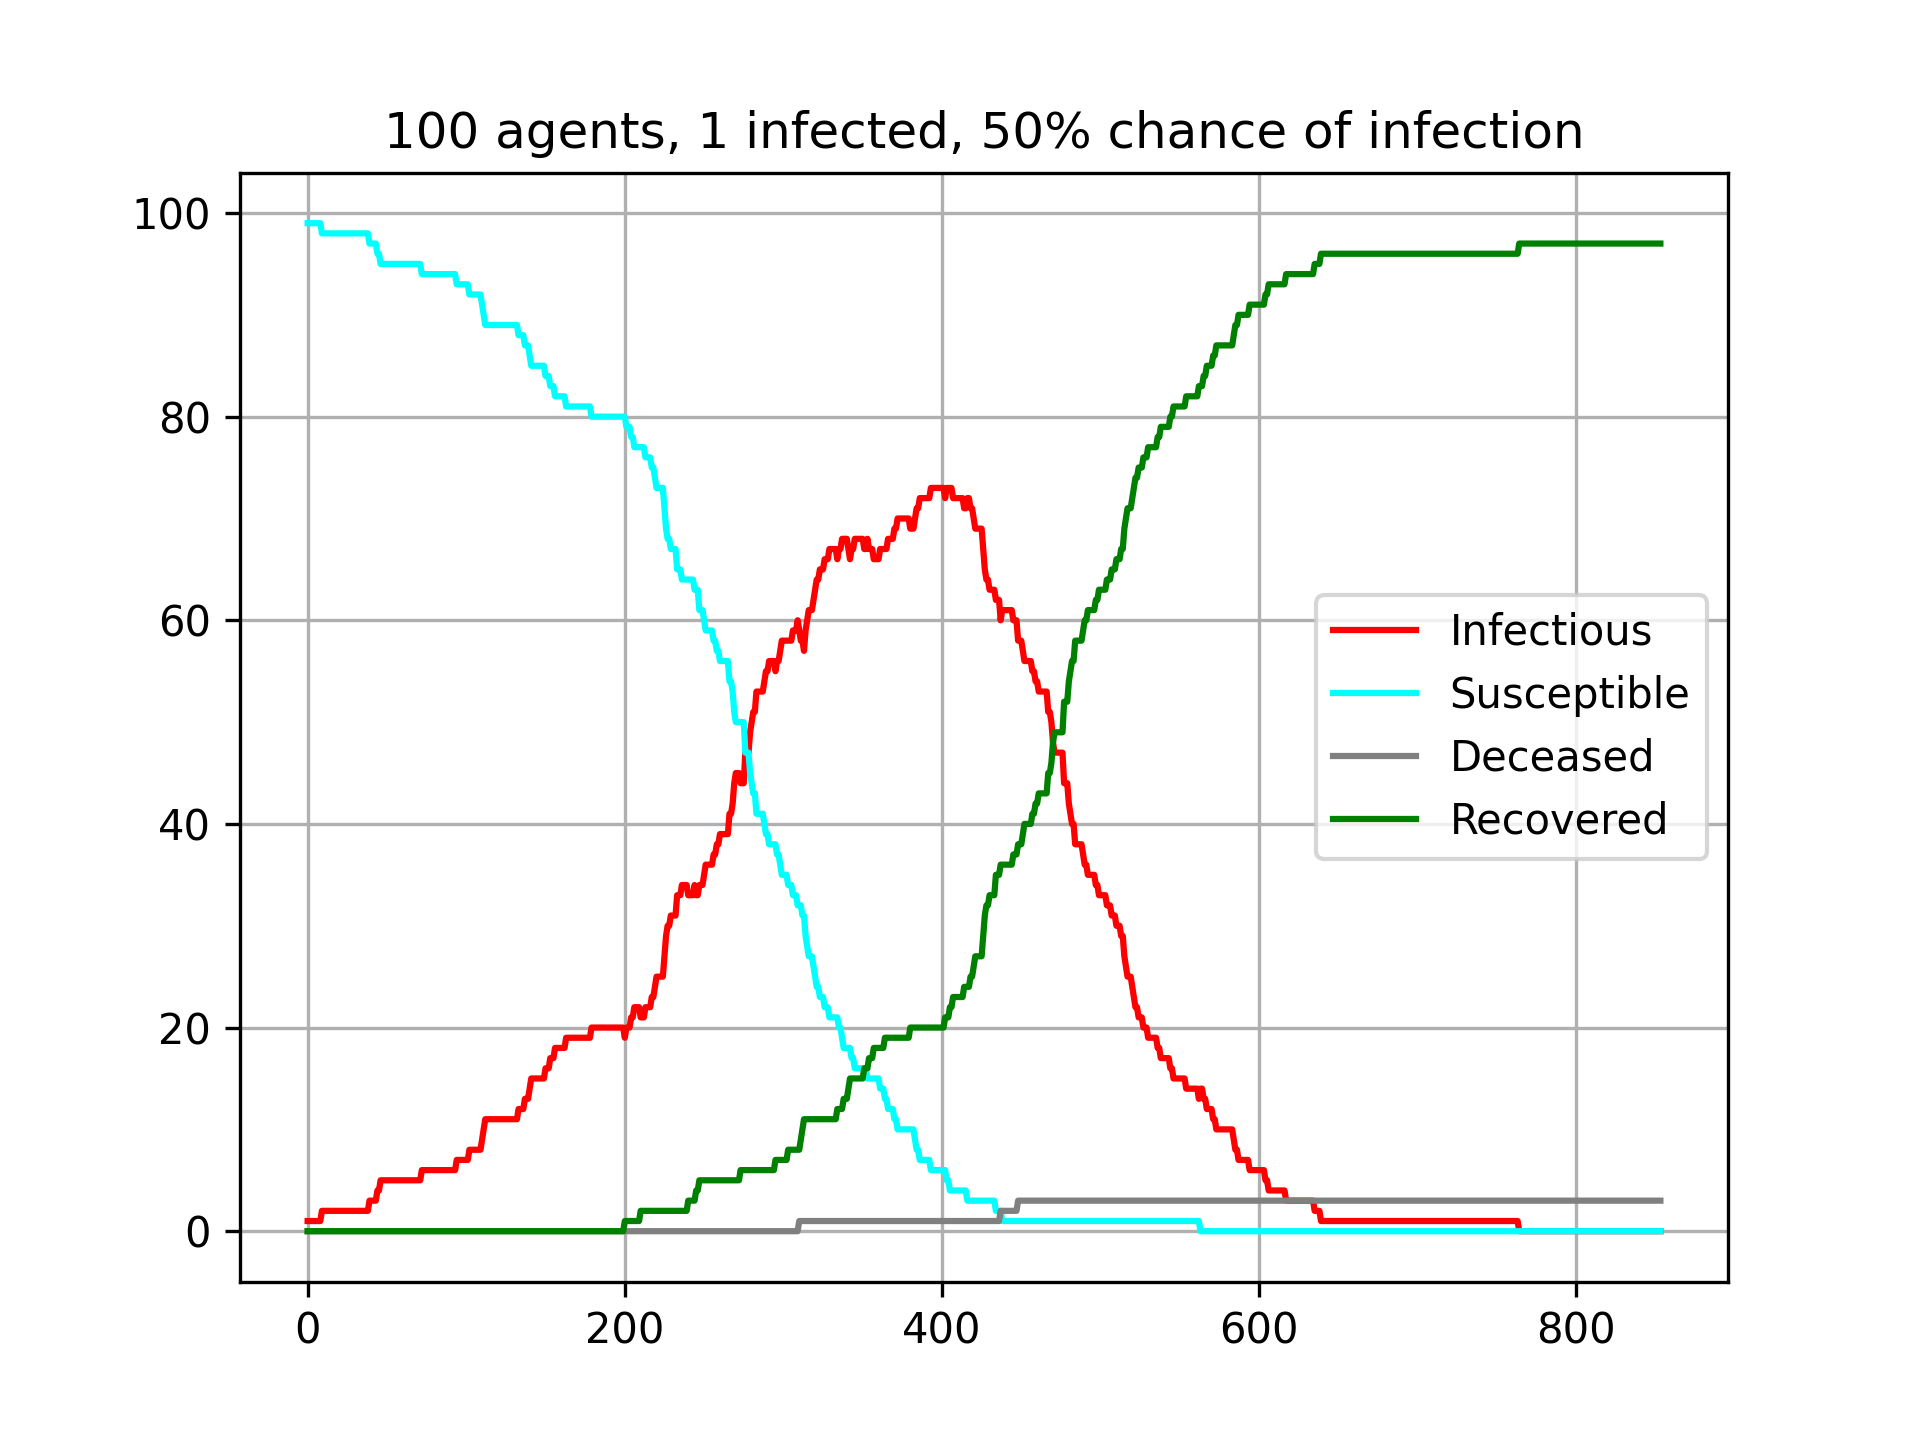 100 agents, 1 infected, 50% chance of infection
100
80
60
40
20
0
Infectious
Susceptible
Deceased
Recovered
0 200 400 600 800